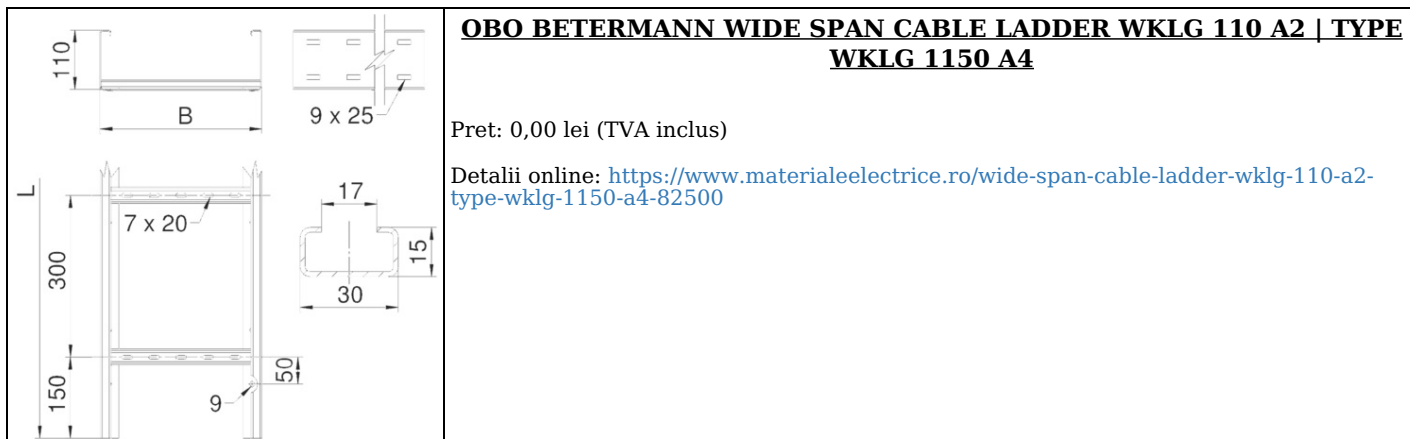 110
B
9 x 25
L
7 x 20
300
150
50
9
17
15
30
OBO BETERMANN WIDE SPAN CABLE LADDER WKLG 110 A2 | TYPE
WKLG 1150 A4
Pret: 0,00 lei (TVA inclus)
Detalii online: https://www.materialeelectrice.ro/wide-span-cable-ladder-wklg-110-a2-
type-wklg-1150-a4-82500